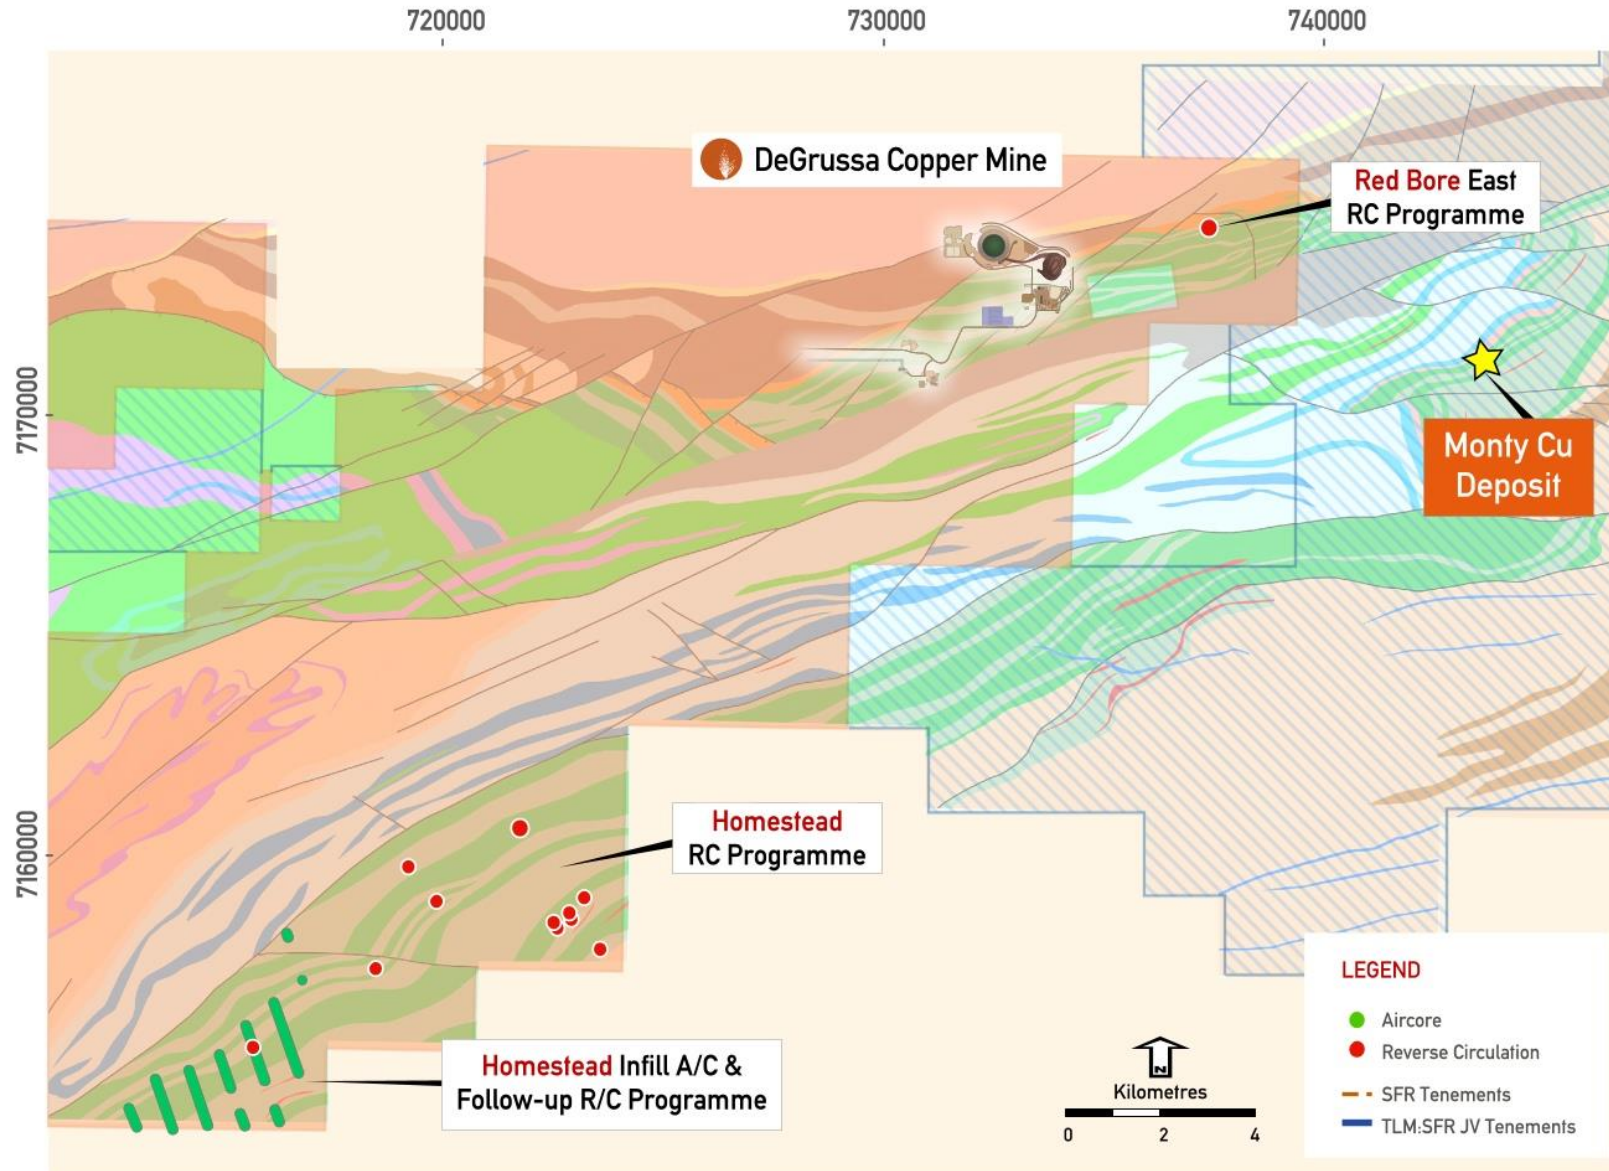 720000
730000
740000
DeGrussa Copper Mine
Red Bore East
RC Programme
7170000
Monty Cu
Deposit
7160000
Homestead
RC Programme
Homestead Infill A/C &
Follow-up R/C Programme
N
Kilometres
0 2 4
LEGEND
Aircore
Reverse Circulation
SFR Tenements
TLM:SFR JV Tenements